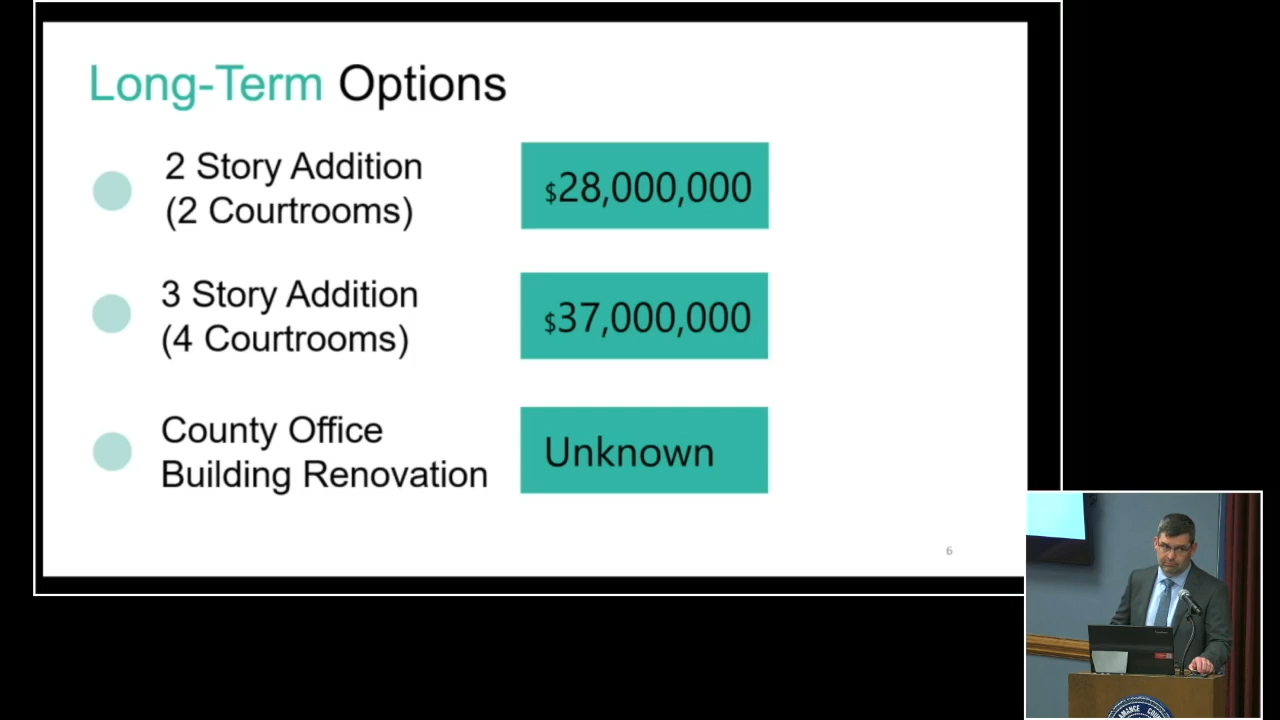 Long-Term Options
2 Story Addition
(2 Courtrooms)
$28,000,000
3 Story Addition
(4 Courtrooms)
$37,000,000
County Office
Building Renovation
Unknown
6